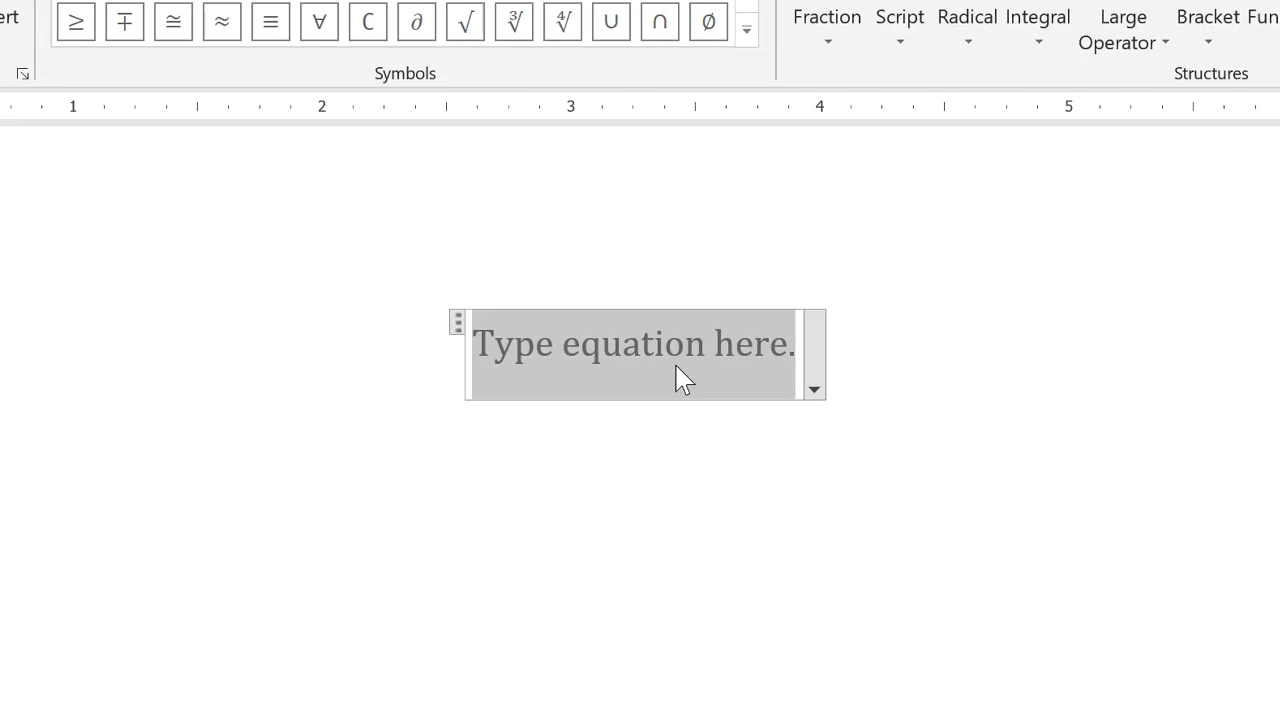 ert ≥ ∓ ≅ ≈ ≡ ∀ ∁ ∂ √ ∛ ∜ ∪ ∩ ∅ Fraction Script Radical Integral Large Bracket Fun
Operator
Symbols Structures
1 2 3 4 5
Type equation here.